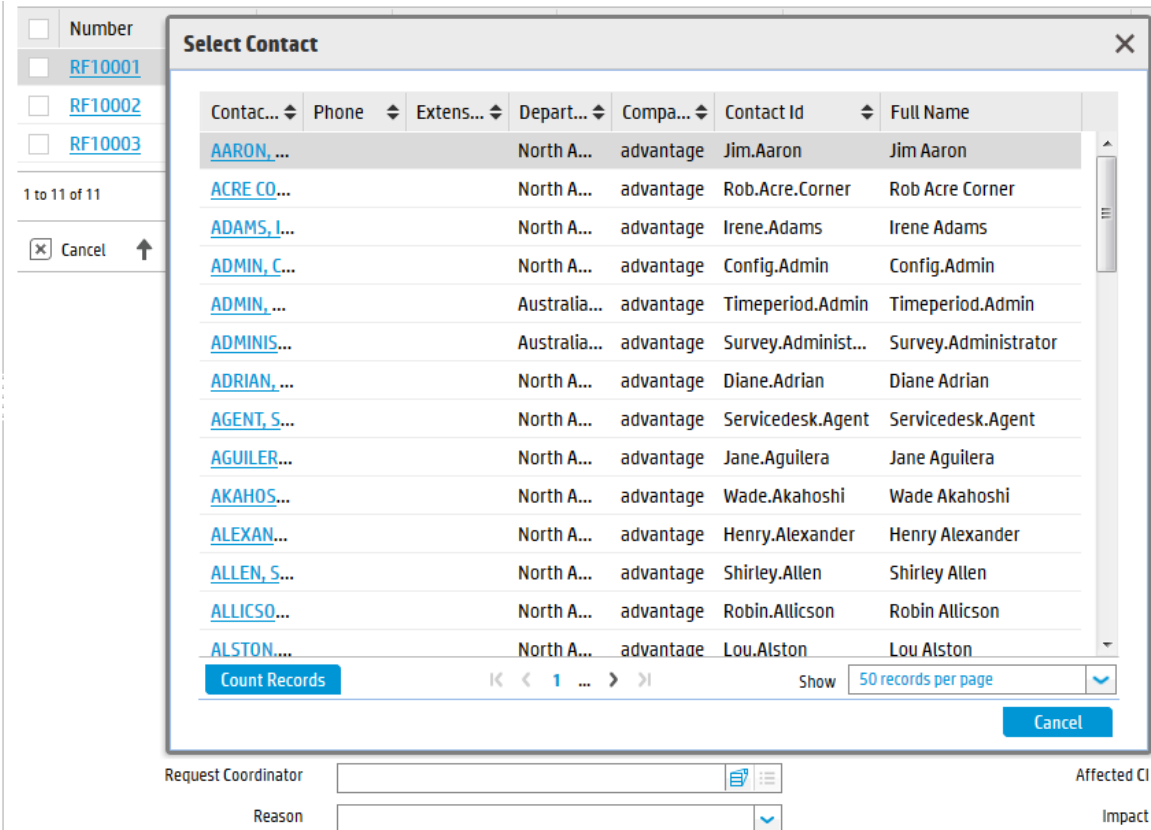 Number
RF10001
RF10002
RF10003
1 to 11 of 11
Cancel
Select Contact
Contac... Phone Extens... Depart... Compa... Contact Id Full Name
AARON, ... North A... advantage Jim.Aaron Jim Aaron
ACRE CO... North A... advantage Rob.Acre.Corner Rob Acre Corner
ADAMS, I... North A... advantage Irene.Adams Irene Adams
ADMIN, C... North A... advantage Config.Admin Config.Admin
ADMIN, ... Australia... advantage Timeperiod.Admin Timeperiod.Admin
ADMINIS... Australia... advantage Survey.Administ... Survey.Administrator
ADRIAN, ... North A... advantage Diane.Adrian Diane Adrian
AGENT, S... North A... advantage Servicedesk.Agent Servicedesk.Agent
AGUILER... North A... advantage Jane.Aguilera Jane Aguilera
AKAHOS... North A... advantage Wade.Akahoshi Wade Akahoshi
ALEXAN... North A... advantage Henry.Alexander Henry Alexander
ALLEN, S... North A... advantage Shirley.Allen Shirley Allen
ALLICSO... North A... advantage Robin.Allicson Robin Allicson
ALSTON,... North A... advantage Lou.Alston Lou Alston
Count Records 1 ... Show 50 records per page
Cancel
Request Coordinator Affected CI
Reason Impact